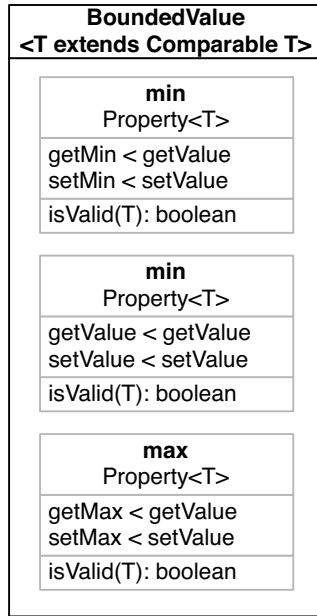 BoundedValue
<T extends Comparable T>
min
Property<T>
getMin < getValue
setMin < setValue
isValid(T): boolean
min
Property<T>
getValue < getValue
setValue < setValue
isValid(T): boolean
max
Property<T>
getMax < getValue
setMax < setValue
isValid(T): boolean